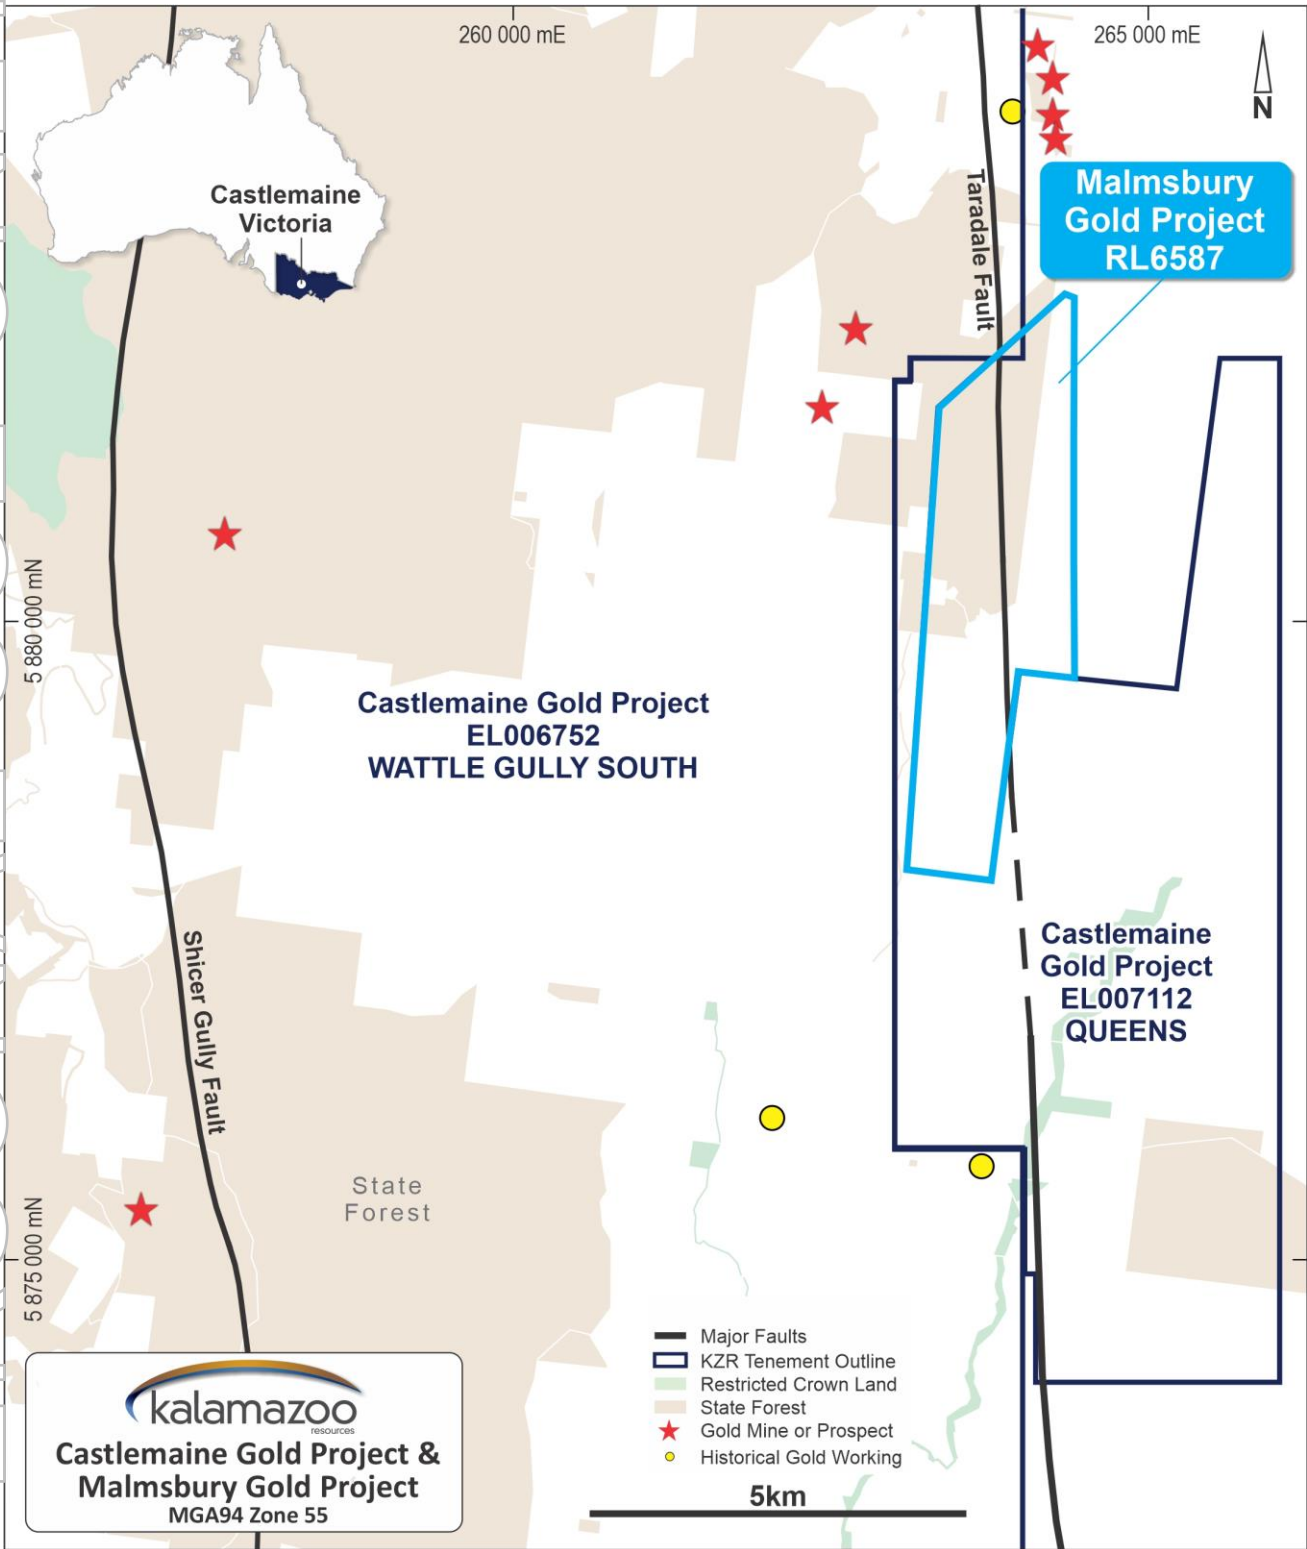 260 000 mE
265 000 mE
N
Castlemaine
Victoria
Taradale Fault
Malmsbury
Gold Project
RL6587
5 880 000 mN
Castlemaine Gold Project
EL006752
WATTLE GULLY SOUTH
Shicer Gully Fault
Castlemaine
Gold Project
EL007112
QUEENS
State
Forest
5 875 000 mN
Major Faults
KZR Tenement Outline
Restricted Crown Land
State Forest
Gold Mine or Prospect
Historical Gold Working
5km
kalamazoo
resources
Castlemaine Gold Project &
Malmsbury Gold Project
MGA94 Zone 55